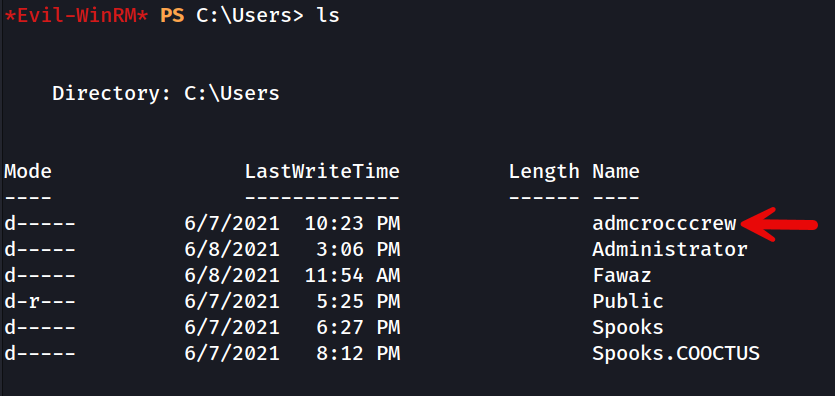 *Evil-WinRM* PS C:\Users> ls
Directory: C:\Users
Mode LastWriteTime Length Name
---- ------------- ------ ----
d----- 6/7/2021 10:23 PM admcrocccrew
d----- 6/8/2021 3:06 PM Administrator
d----- 6/8/2021 11:54 AM Fawaz
d-r--- 6/7/2021 5:25 PM Public
d----- 6/7/2021 6:27 PM Spooks
d----- 6/7/2021 8:12 PM Spooks.COOCTUS